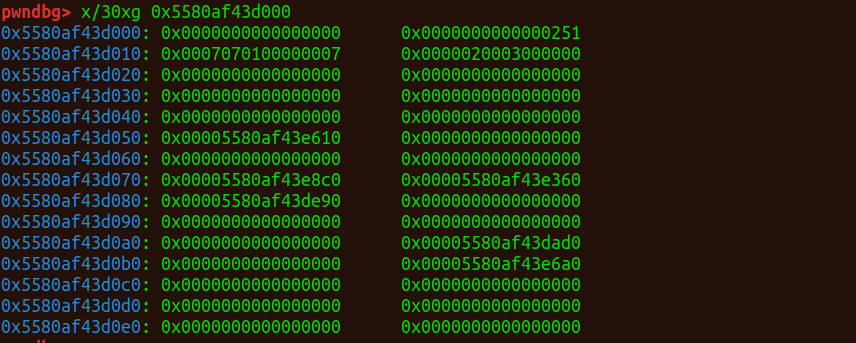 pwndbg> x/30xg 0x5580af43d000
0x5580af43d000: 0x0000000000000000 0x0000000000000251
0x5580af43d010: 0x0007070100000007 0x0000020003000000
0x5580af43d020: 0x0000000000000000 0x0000000000000000
0x5580af43d030: 0x0000000000000000 0x0000000000000000
0x5580af43d040: 0x0000000000000000 0x0000000000000000
0x5580af43d050: 0x00005580af43e610 0x0000000000000000
0x5580af43d060: 0x0000000000000000 0x0000000000000000
0x5580af43d070: 0x00005580af43e8c0 0x00005580af43e360
0x5580af43d080: 0x00005580af43de90 0x0000000000000000
0x5580af43d090: 0x0000000000000000 0x0000000000000000
0x5580af43d0a0: 0x0000000000000000 0x00005580af43dad0
0x5580af43d0b0: 0x0000000000000000 0x00005580af43e6a0
0x5580af43d0c0: 0x0000000000000000 0x0000000000000000
0x5580af43d0d0: 0x0000000000000000 0x0000000000000000
0x5580af43d0e0: 0x0000000000000000 0x0000000000000000